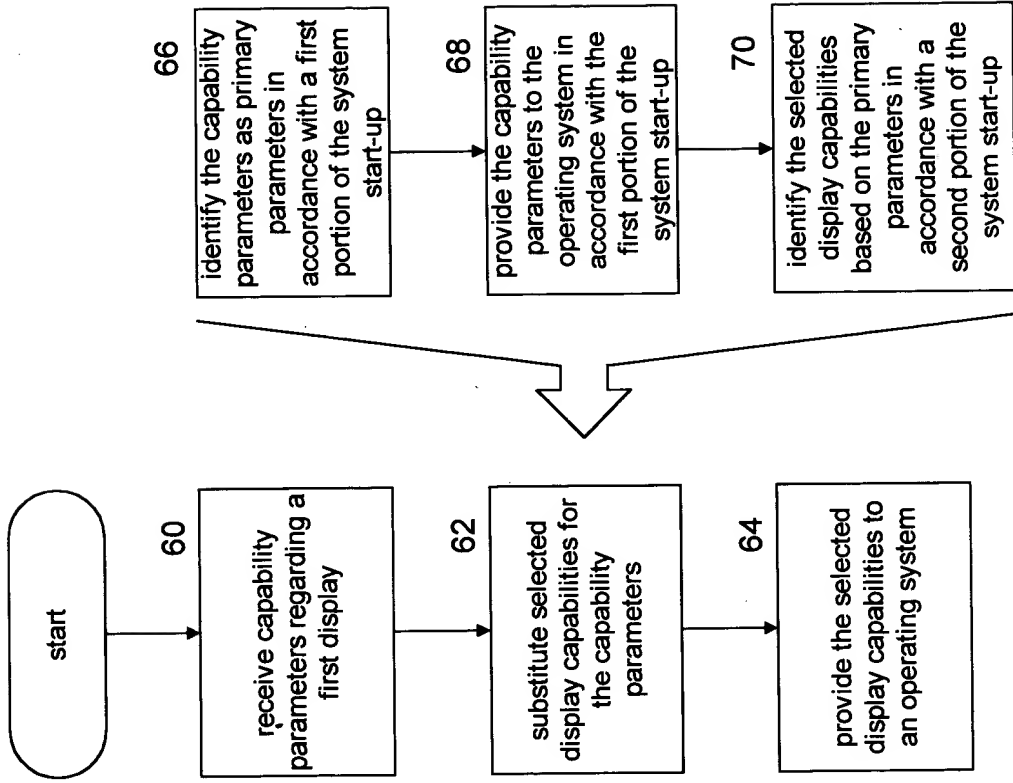 start
60
receive capability
parameters regarding a
first display
62
substitute selected
display capabilities for
the capability
parameters
64
provide the selected
display capabilities to
an operating system
66
identify the capability
parameters as primary
parameters in
accordance with a first
portion of the system
start-up
68
provide the capability
parameters to the
operating system in
accordance with the
first portion of the
system start-up
70
identify the selected
display capabilities
based on the primary
parameters in
accordance with a
second portion of the
system start-up